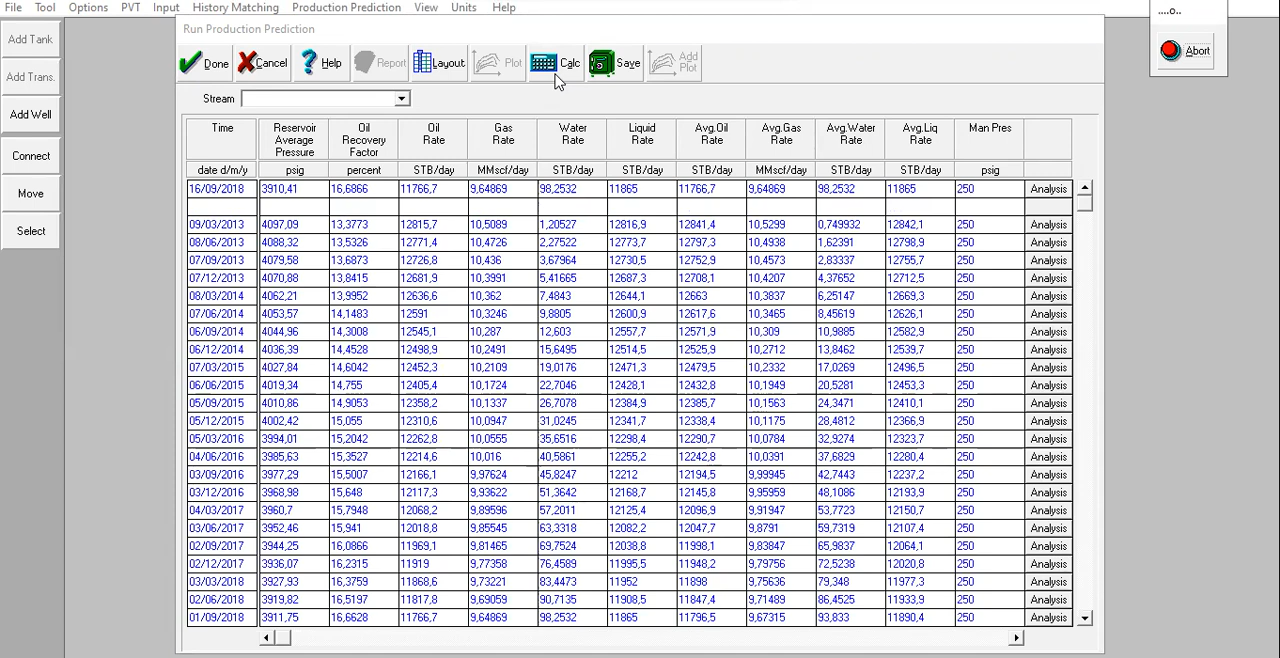 File Tool Options PVT Input History Matching Production Prediction View Units Help
....o..
Abort
Add Tank
Add Trans.
Add Well
Connect
Move
Select
Run Production Prediction
Done Cancel Help Report Layout Plot Calc Save Add Plot
Stream
Time Reservoir Average Pressure Oil Recovery Factor Oil Rate Gas Rate Water Rate Liquid Rate Avg.Oil Rate Avg.Gas Rate Avg.Water Rate Avg.Liq Rate Man Pres
date d/m/y psig percent STB/day MMscf/day STB/day STB/day STB/day MMscf/day STB/day STB/day psig
16/09/2018 3910,41 16,6866 11766,7 9,64869 98,2532 11865 11766,7 9,64869 98,2532 11865 250 Analysis
09/03/2013 4097,09 13,3773 12815,7 10,5089 1,20527 12816,9 12841,4 10,5299 0,749932 12842,1 250 Analysis
08/06/2013 4088,32 13,5326 12771,4 10,4726 2,27522 12773,7 12797,3 10,4938 1,62391 12798,9 250 Analysis
07/09/2013 4079,58 13,6873 12726,8 10,436 3,67964 12730,5 12752,9 10,4573 2,83337 12755,7 250 Analysis
07/12/2013 4070,88 13,8415 12681,9 10,3991 5,41665 12687,3 12708,1 10,4207 4,37652 12712,5 250 Analysis
08/03/2014 4062,21 13,9952 12636,6 10,362 7,4843 12644,1 12663 10,3837 6,25147 12669,3 250 Analysis
07/06/2014 4053,57 14,1483 12591 10,3246 9,8805 12600,9 12617,6 10,3465 8,45619 12626,1 250 Analysis
06/09/2014 4044,96 14,3008 12545,1 10,287 12,603 12557,7 12571,9 10,309 10,9885 12582,9 250 Analysis
06/12/2014 4036,39 14,4528 12498,9 10,2491 15,6495 12514,5 12525,9 10,2712 13,8462 12539,7 250 Analysis
07/03/2015 4027,84 14,6042 12452,3 10,2109 19,0176 12471,3 12479,5 10,2332 17,0269 12496,5 250 Analysis
06/06/2015 4019,34 14,755 12405,4 10,1724 22,7046 12428,1 12432,8 10,1949 20,5281 12453,3 250 Analysis
05/09/2015 4010,86 14,9053 12358,2 10,1337 26,7078 12384,9 12385,7 10,1563 24,3471 12410,1 250 Analysis
05/12/2015 4002,42 15,055 12310,6 10,0947 31,0245 12341,7 12338,4 10,1175 28,4812 12366,9 250 Analysis
05/03/2016 3994,01 15,2042 12262,8 10,0555 35,6516 12298,4 12290,7 10,0784 32,9274 12323,7 250 Analysis
04/06/2016 3985,63 15,3527 12214,6 10,016 40,5861 12255,2 12242,8 10,0391 37,6829 12280,4 250 Analysis
03/09/2016 3977,29 15,5007 12166,1 9,97624 45,8247 12212 12194,5 9,99945 42,7443 12237,2 250 Analysis
03/12/2016 3968,98 15,648 12117,3 9,93622 51,3642 12168,7 12145,8 9,95959 48,1086 12193,9 250 Analysis
04/03/2017 3960,7 15,7948 12068,2 9,89596 57,2011 12125,4 12096,9 9,91947 53,7723 12150,7 250 Analysis
03/06/2017 3952,46 15,941 12018,8 9,85545 63,3318 12082,2 12047,7 9,8791 59,7319 12107,4 250 Analysis
02/09/2017 3944,25 16,0866 11969,1 9,81465 69,7524 12038,8 11998,1 9,83847 65,9837 12064,1 250 Analysis
02/12/2017 3936,07 16,2315 11919 9,77358 76,4589 11995,5 11948,2 9,79756 72,5238 12020,8 250 Analysis
03/03/2018 3927,93 16,3759 11868,6 9,73221 83,4473 11952 11898 9,75636 79,348 11977,3 250 Analysis
02/06/2018 3919,82 16,5197 11817,8 9,69059 90,7135 11908,5 11847,4 9,71489 86,4525 11933,9 250 Analysis
01/09/2018 3911,75 16,6628 11766,7 9,64869 98,2532 11865 11796,5 9,67315 93,833 11890,4 250 Analysis